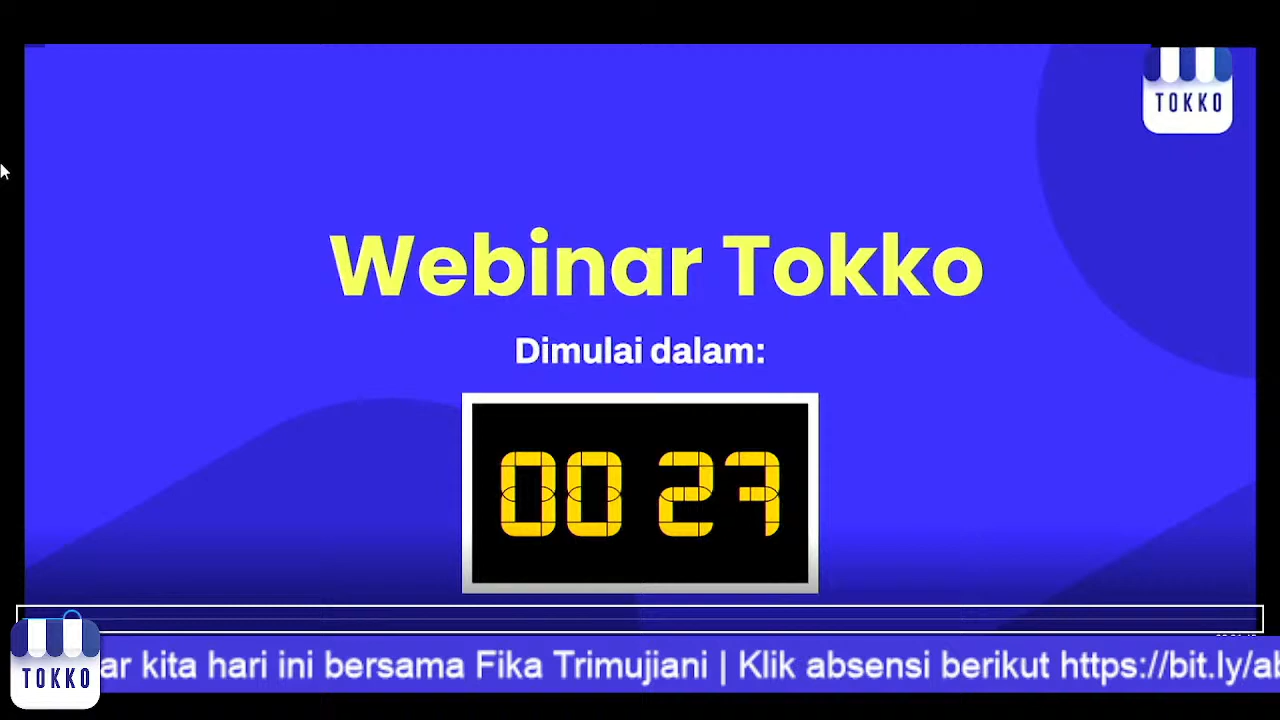 TOKKO
Webinar Tokko
Dimulai dalam:
00 27
TOKKO
ar kita hari ini bersama Fika Trimujiani | Klik absensi berikut https://bit.ly/ab